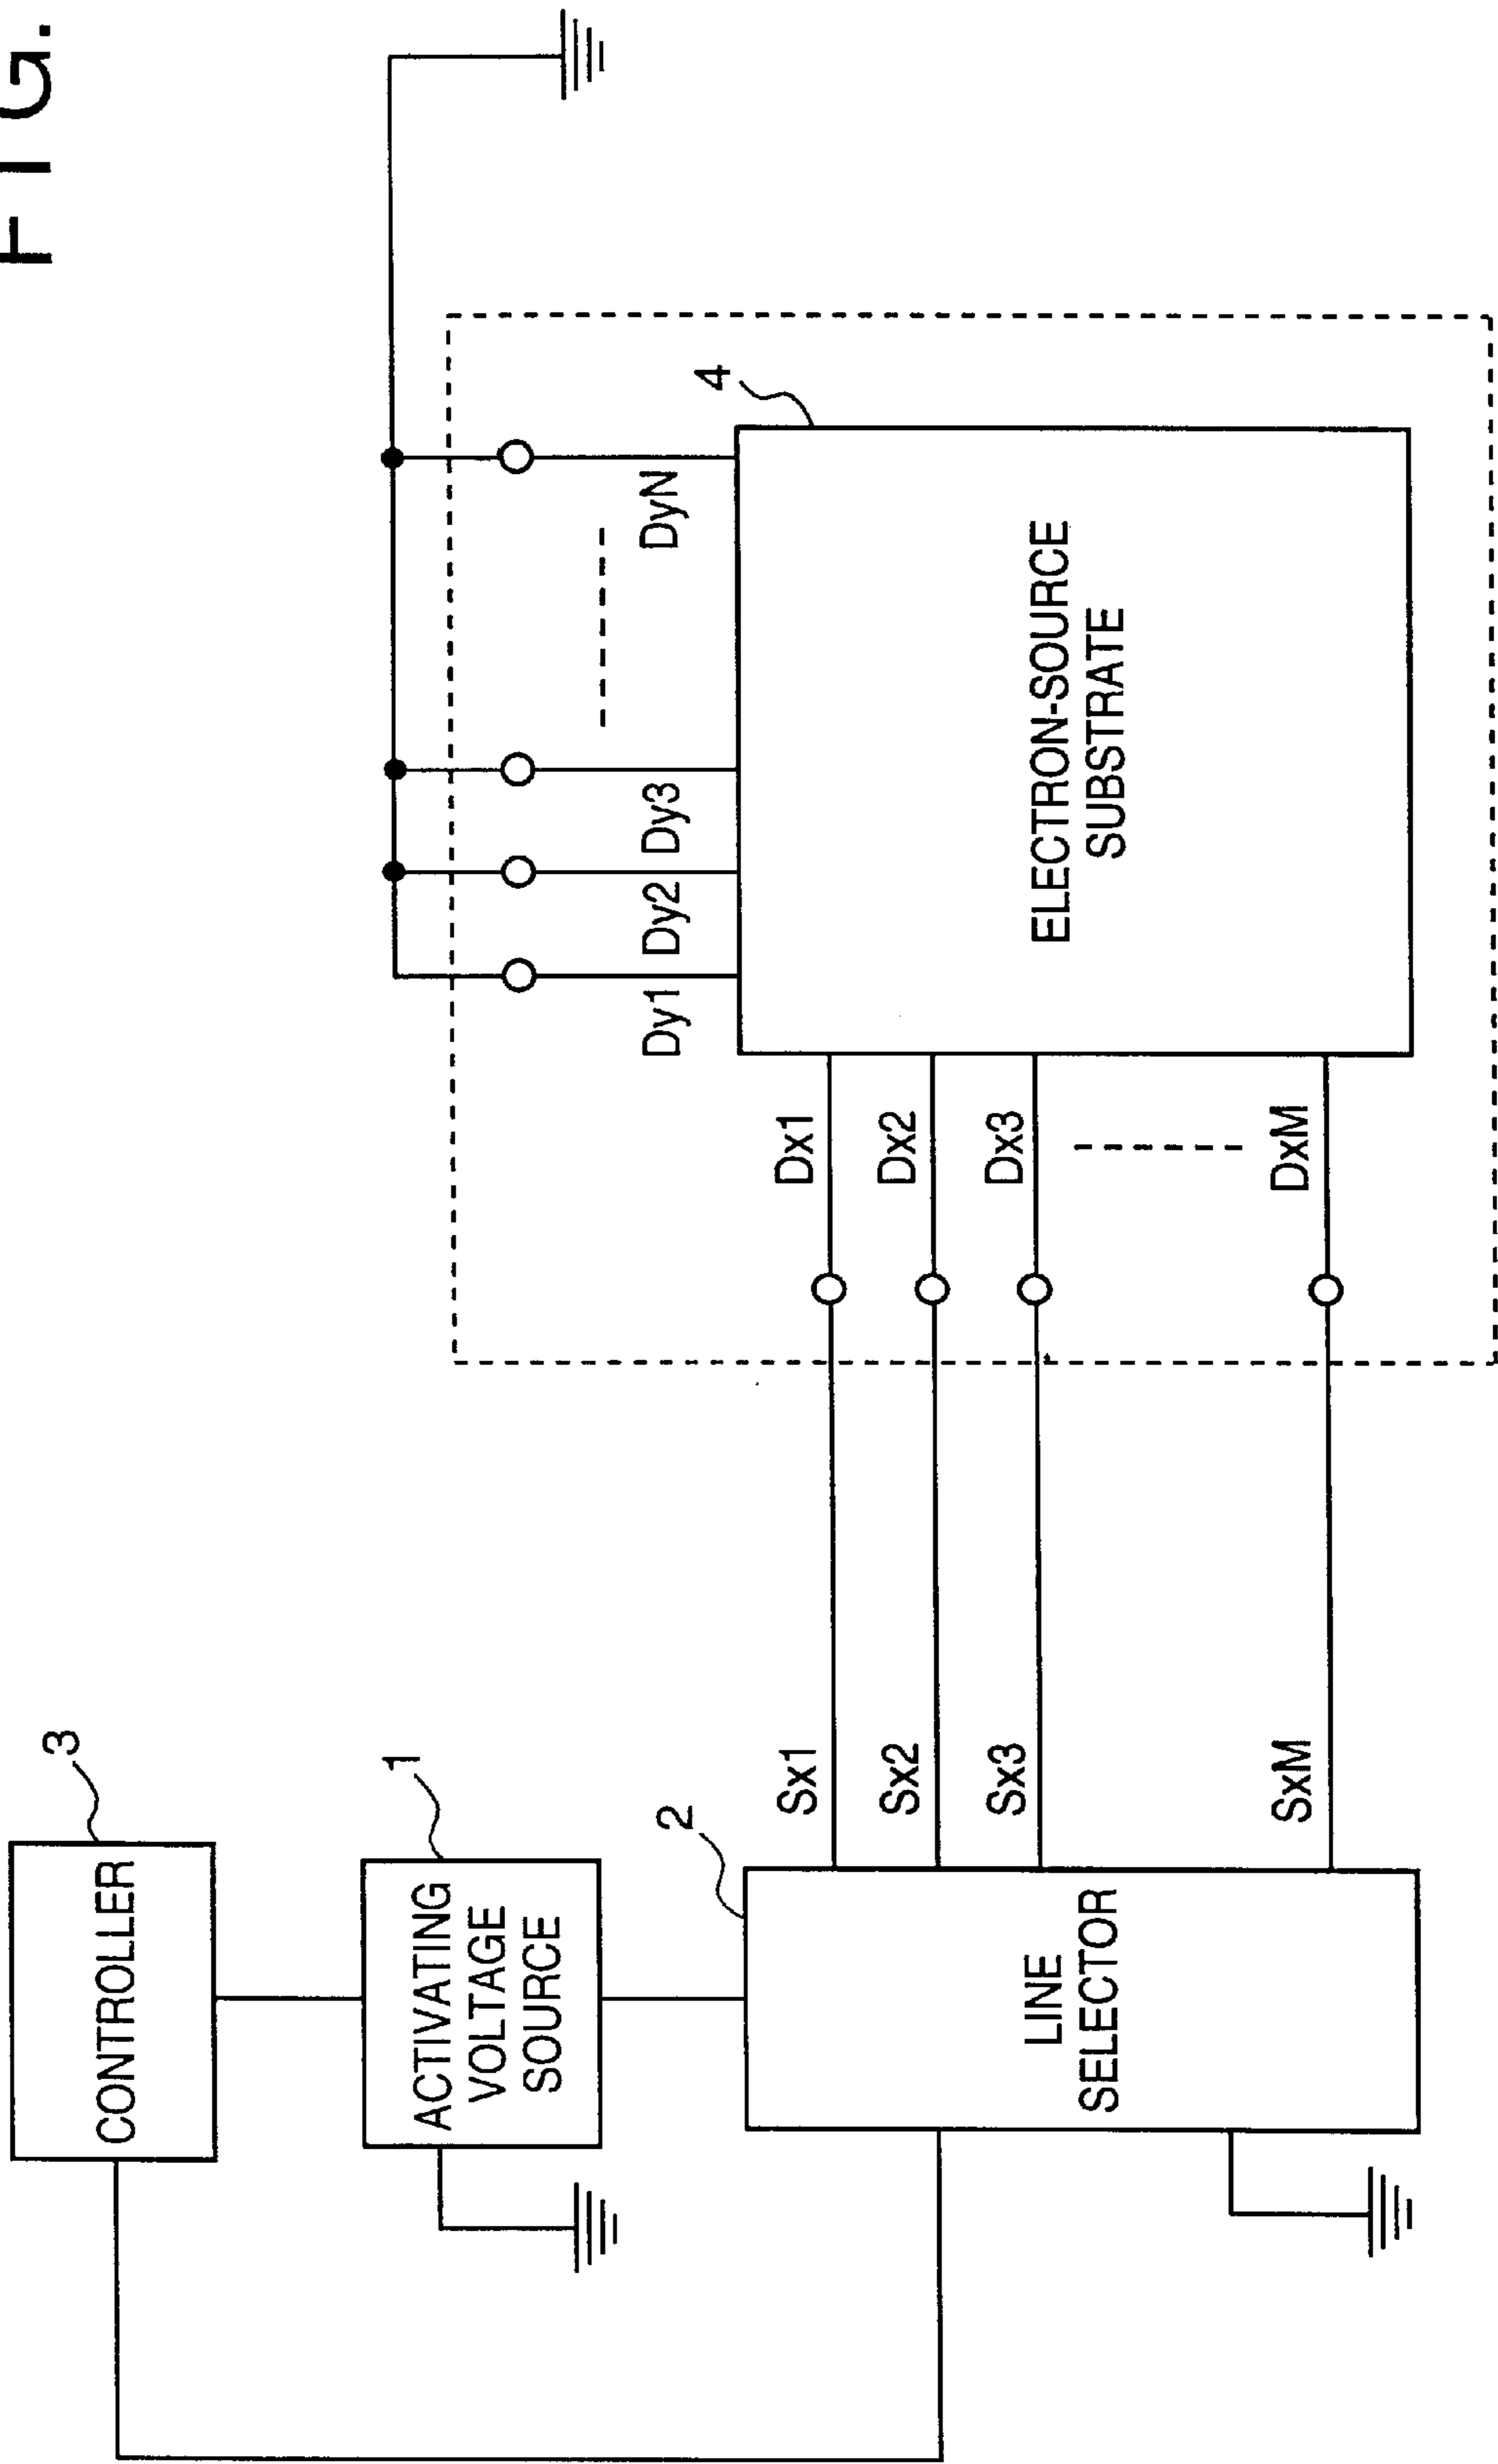 FIG.
3
CONTROLLER
1
ACTIVATING
VOLTAGE
SOURCE
2
LINE
SELECTOR
Sx1
Sx2
Sx3
SxM
Dx1
Dx2
Dx3
DxM
Dy1
Dy2
Dy3
DyN
4
ELECTRON-SOURCE
SUBSTRATE